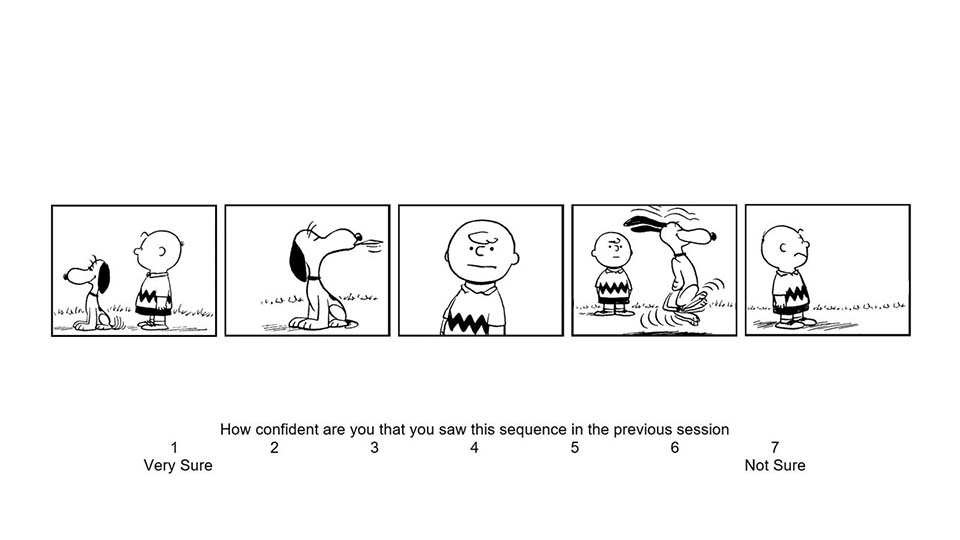 How confident are you that you saw this sequence in the previous session
1 2 3 4 5 6 7
Very Sure Not Sure